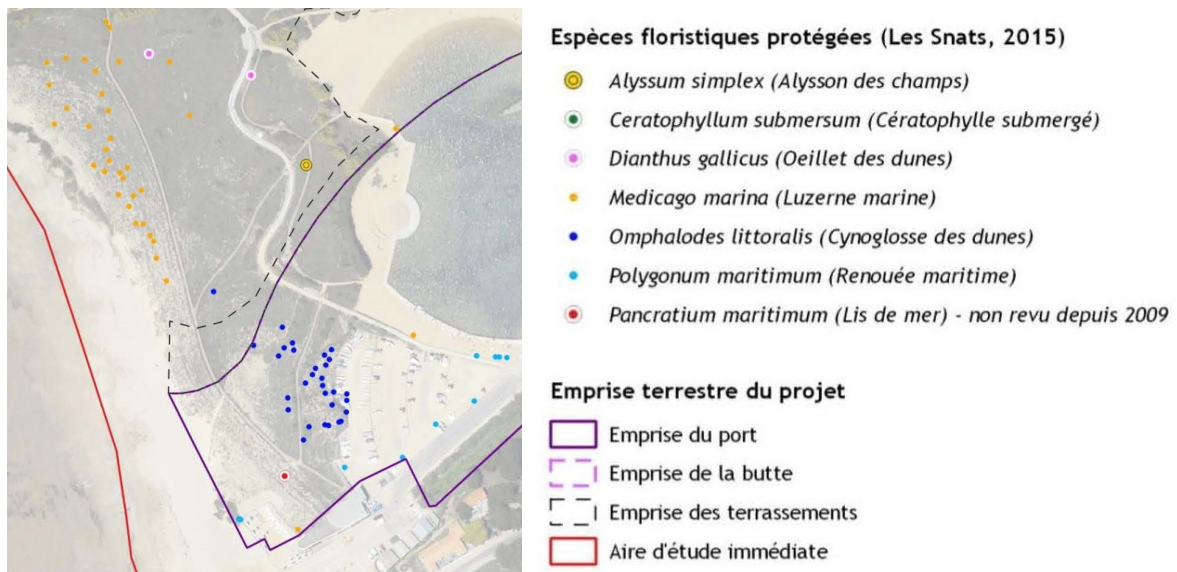 Espèces floristiques protégées (Les Snats, 2015)
Alyssum simplex (Alysson des champs)
Ceratophyllum submersum (Cératophylle submergé)
Dianthus gallicus (Oeillet des dunes)
Medicago marina (Luzerne marine)
Omphalodes littoralis (Cynoglosse des dunes)
Polygonum maritimum (Renouée maritime)
Pancratium maritimum (Lis de mer) - non revu depuis 2009
Emprise terrestre du projet
Emprise du port
Emprise de la butte
Emprise des terrassements
Aire d'étude immédiate